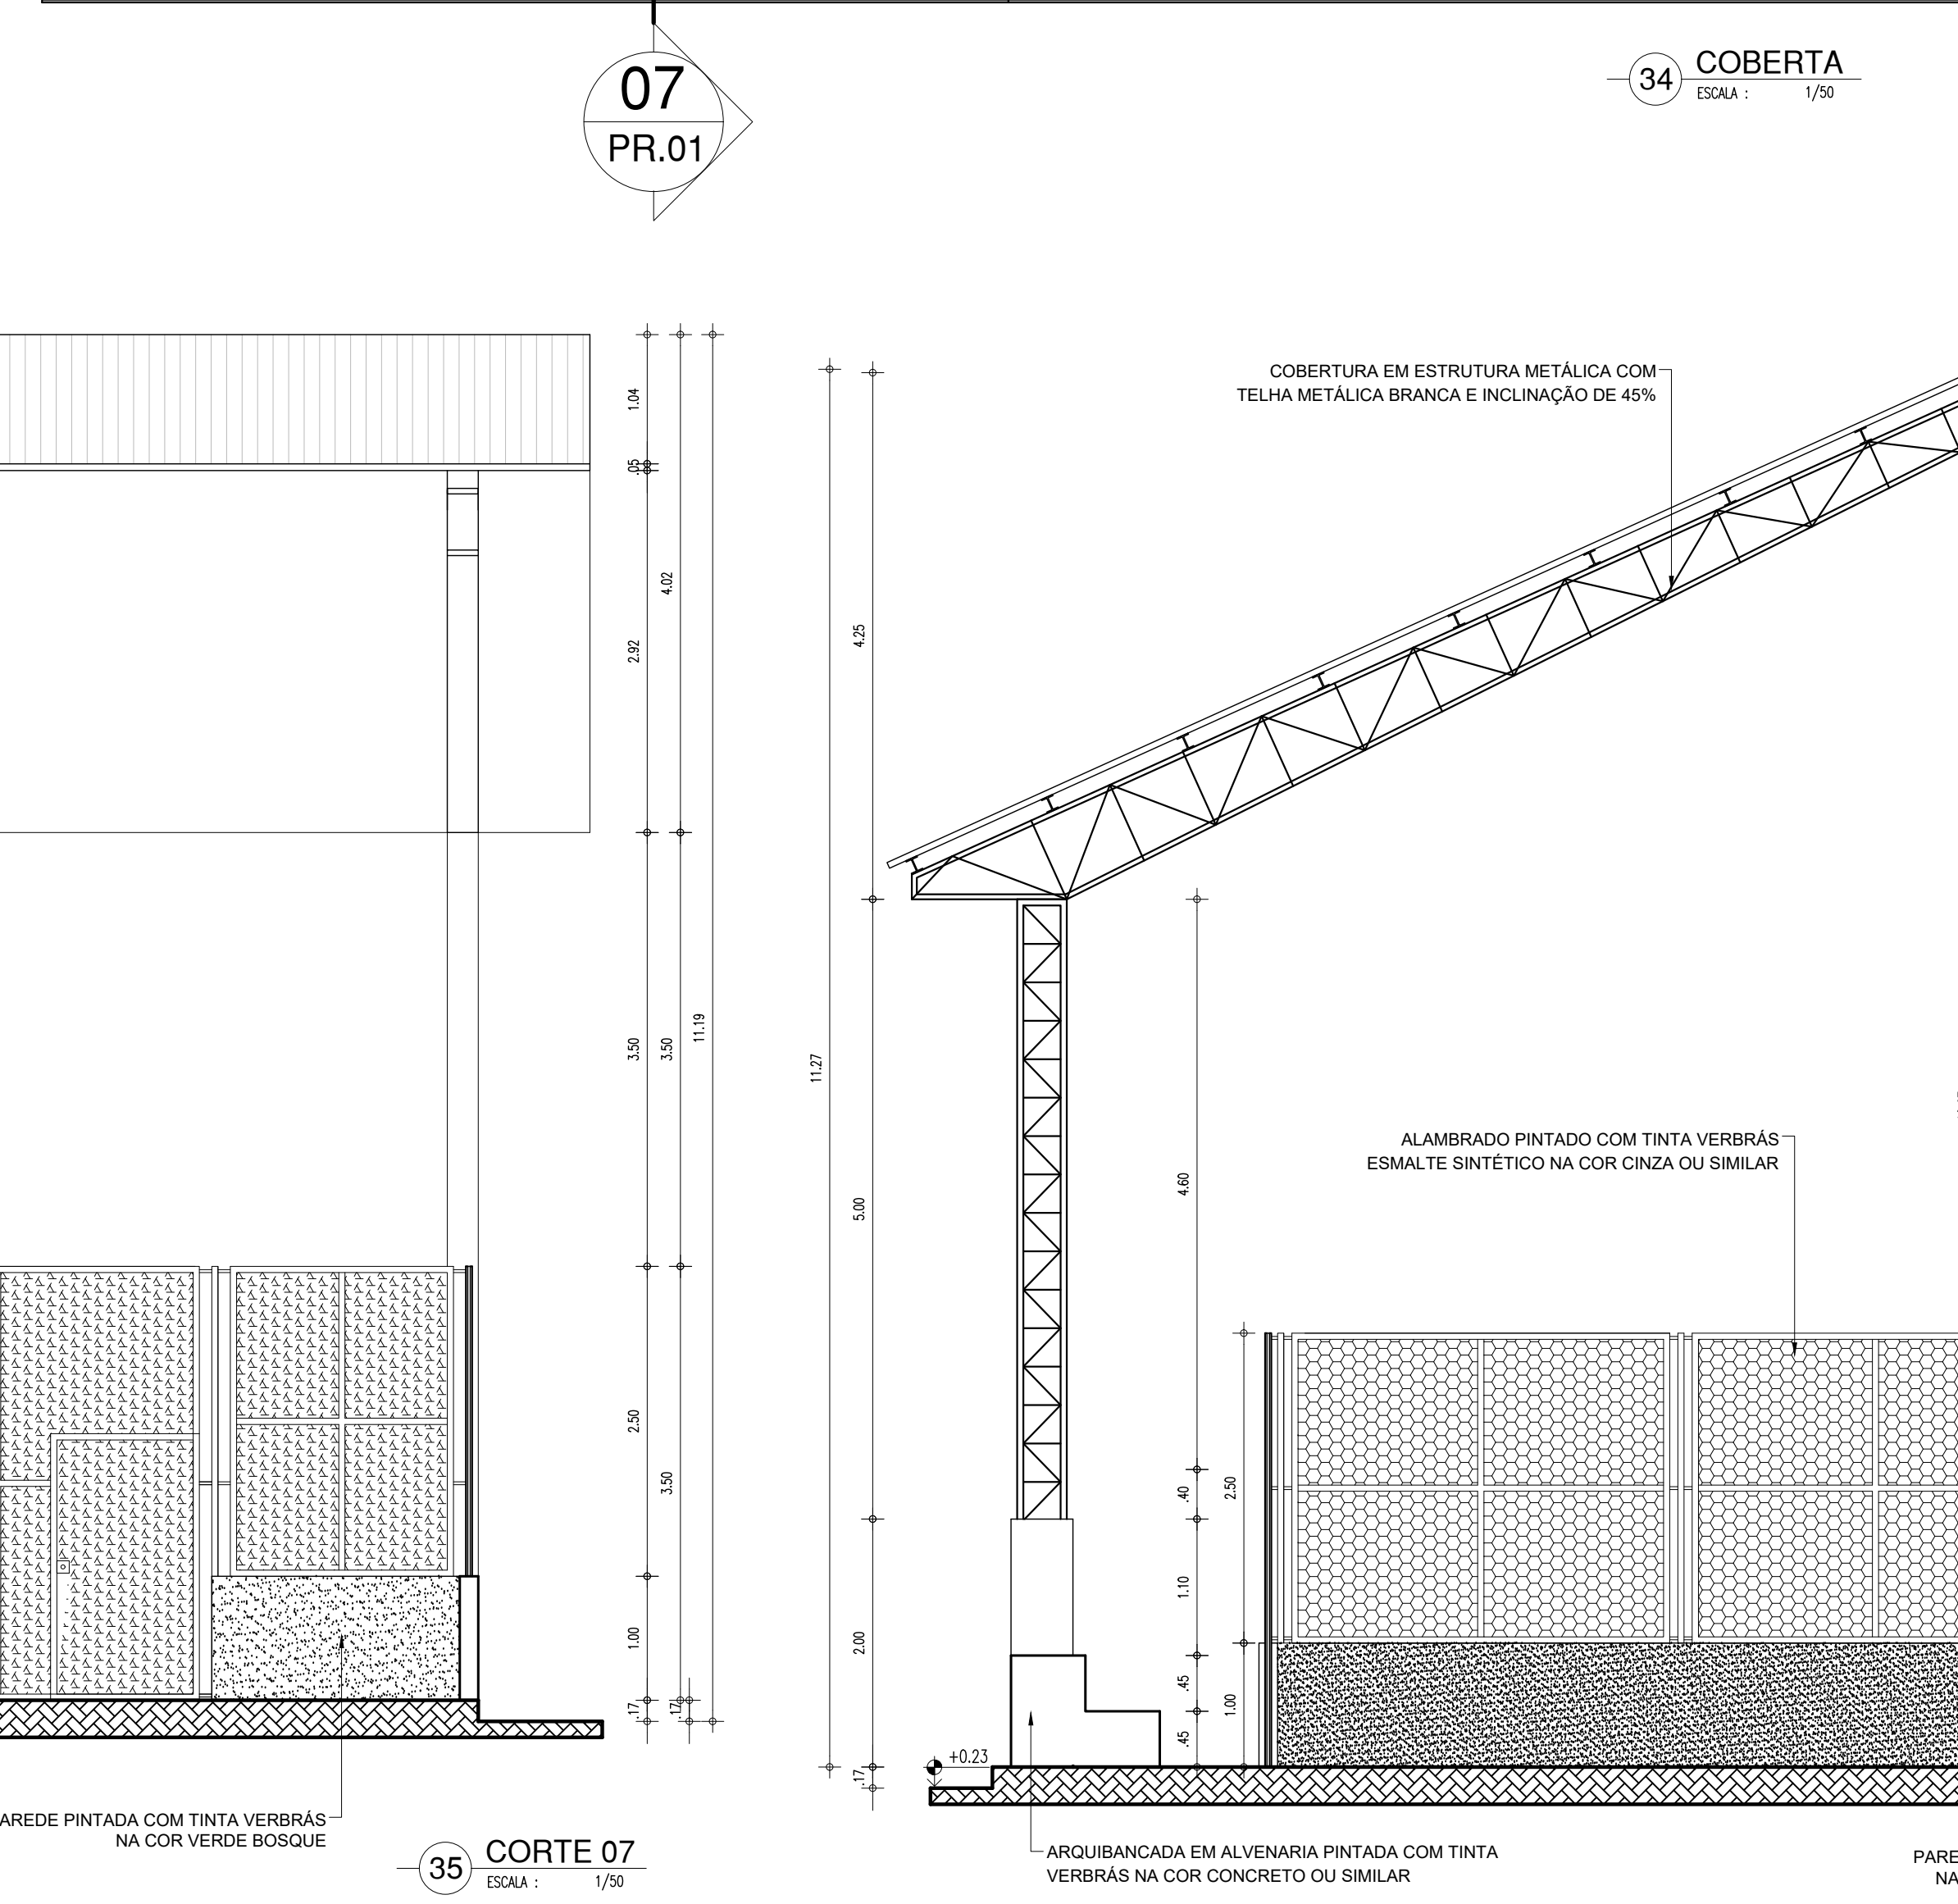 07
PR.01
34
COBERTA
ESCALA : 1/50
1.04
.05
2.92
4.02
3.50
3.50
11.19
2.50
3.50
1.00
.17
.17
AREDE PINTADA COM TINTA VERBRÁS
NA COR VERDE BOSQUE
35
CORTE 07
ESCALA : 1/50
COBERTURA EM ESTRUTURA METÁLICA COM
TELHA METÁLICA BRANCA E INCLINAÇÃO DE 45%
4.25
11.27
5.00
2.00
.17
4.60
.40
1.10
.45
.45
2.50
1.00
+0.23
ALAMBRADO PINTADO COM TINTA VERBRÁS
ESMALTE SINTÉTICO NA COR CINZA OU SIMILAR
ARQUIBANCADA EM ALVENARIA PINTADA COM TINTA
VERBRÁS NA COR CONCRETO OU SIMILAR
PARE
NA